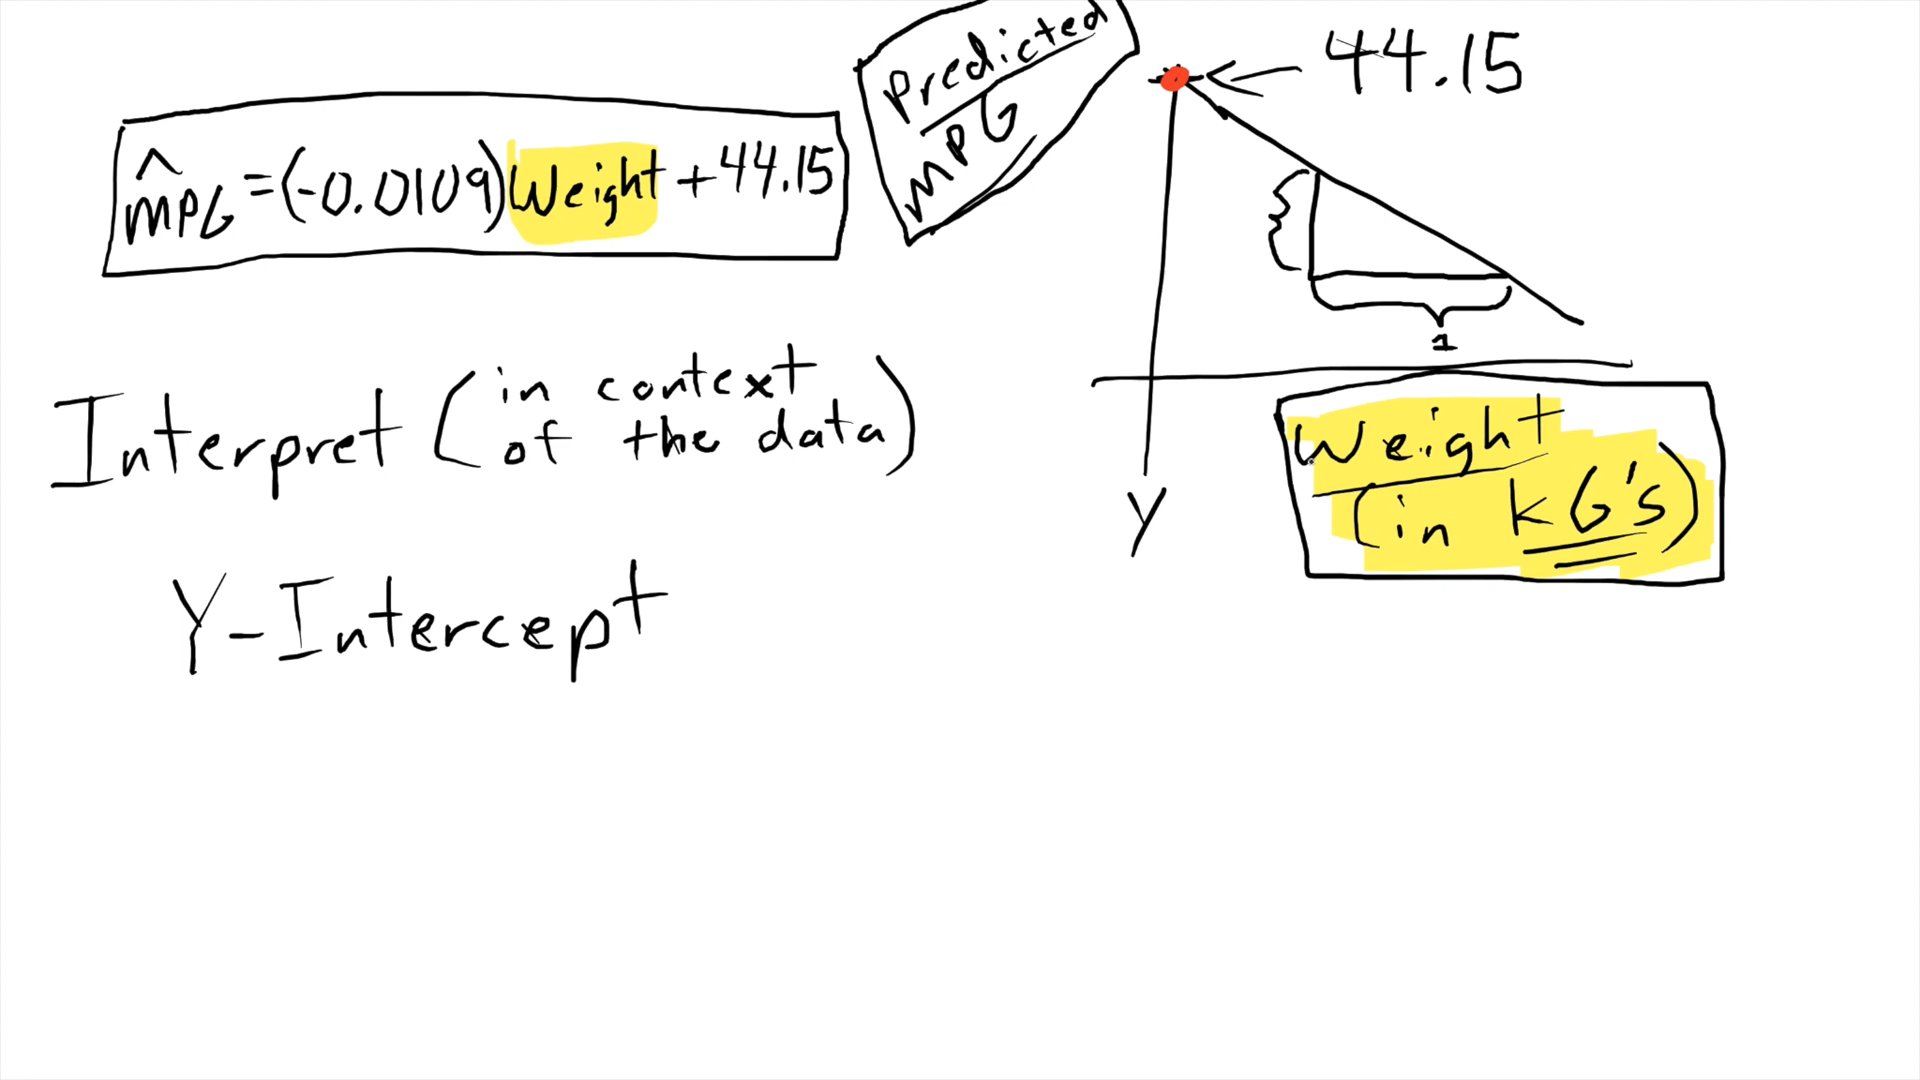 m̂PG = (-0.0109)Weight + 44.15
Predicted
MPG
44.15
1
Weight
(in KG's)
Y
Interpret (in context
of the data)
Y-Intercept